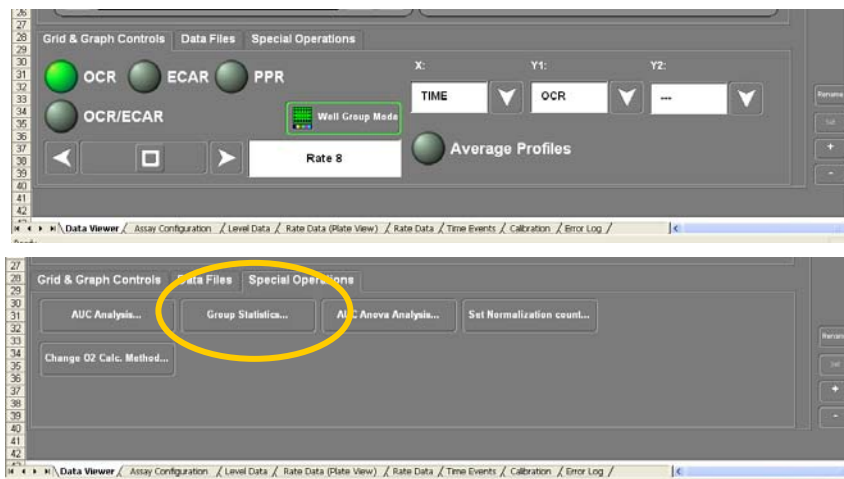 26
27
28 Grid & Graph Controls Data Files Special Operations
29
30 X: Y1: Y2:
31 OCR ECAR PPR
32
33 TIME OCR --- Rename
34 OCR/ECAR Well Group Mode
35 Set
36
37 Average Profiles +
38 Rate 8
39 -
40
41
42
Data Viewer / Assay Configuration / Level Data / Rate Data (Plate View) / Rate Data / Time Events / Calibration / Error Log /
27
28 Grid & Graph Controls Data Files Special Operations
29
30
31 AUC Analysis... Group Statistics... AUC Anova Analysis... Set Normalization count...
32
33 Rename
34 Change O2 Calc. Method...
35 Set
36
37 +
38
39 -
40
41
42
Data Viewer / Assay Configuration / Level Data / Rate Data (Plate View) / Rate Data / Time Events / Calibration / Error Log /